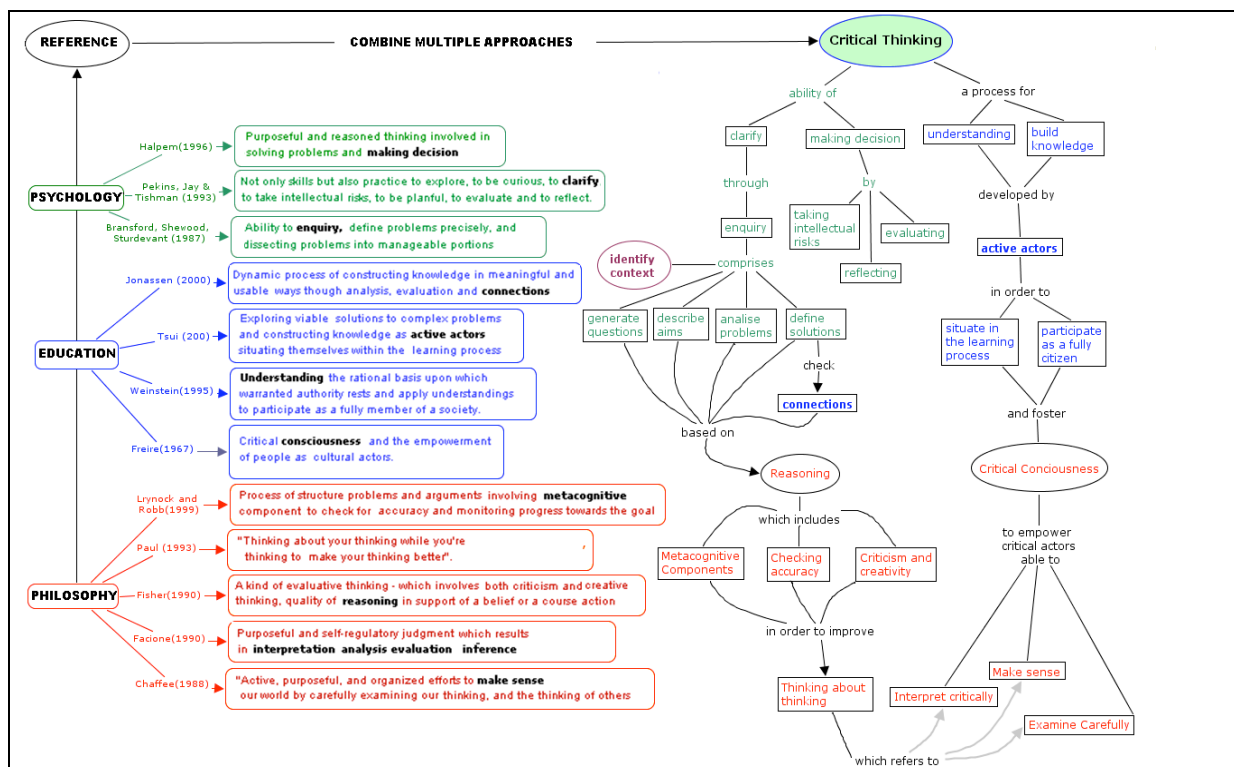 REFERENCE
COMBINE MULTIPLE APPROACHES
Critical Thinking
PSYCHOLOGY
Halpern(1996)
Purposeful and reasoned thinking involved in
solving problems and making decision
Pekins, Jay &
Tishman (1993)
Not only skills but also practice to explore, to be curious, to clarify
to take intellectual risks, to be planful, to evaluate and to reflect.
Bransford, Shewood,
Sturdevant (1987)
Ability to enquiry, define problems precisely, and
dissecting problems into manageable portions
EDUCATION
Jonassen (2000)
Dynamic process of constructing knowledge in meaningful and
usable ways though analysis, evaluation and connections
Tsui (200)
Exploring viable solutions to complex problems
and constructing knowledge as active actors
situating themselves within the learning process
Weinstein(1995)
Understanding the rational basis upon which
warranted authority rests and apply understandings
to participate as a fully member of a society.
Freire(1967)
Critical consciousness and the empowerment
of people as cultural actors.
PHILOSOPHY
Lrynock and
Robb(1999)
Process of structure problems and arguments involving metacognitive
component to check for accuracy and monitoring progress towards the goal
Paul (1993)
"Thinking about your thinking while you're
thinking to make your thinking better".
Fisher(1990)
A kind of evaluative thinking - which involves both criticism and creative
thinking, quality of reasoning in support of a belief or a course action
Facione(1990)
Purposeful and self-regulatory judgment which results
in interpretation analysis evaluation inference
Chaffee(1988)
"Active, purposeful, and organized efforts to make sense
our world by carefully examining our thinking, and the thinking of others
ability of
clarify
making decision
through
by
enquiry
taking
intellectual
risks
evaluating
reflecting
identify
context
comprises
generate
questions
describe
aims
analise
problems
define
solutions
check
connections
based on
Reasoning
which includes
Metacognitive
Components
Checking
accuracy
Criticism and
creativity
in order to improve
Thinking about
thinking
which refers to
a process for
understanding
build
knowledge
developed by
active actors
in order to
situate in
the learning
process
participate
as a fully
citizen
and foster
Critical Conciousness
to empower
critical actors
able to
Interpret critically
Make sense
Examine Carefully